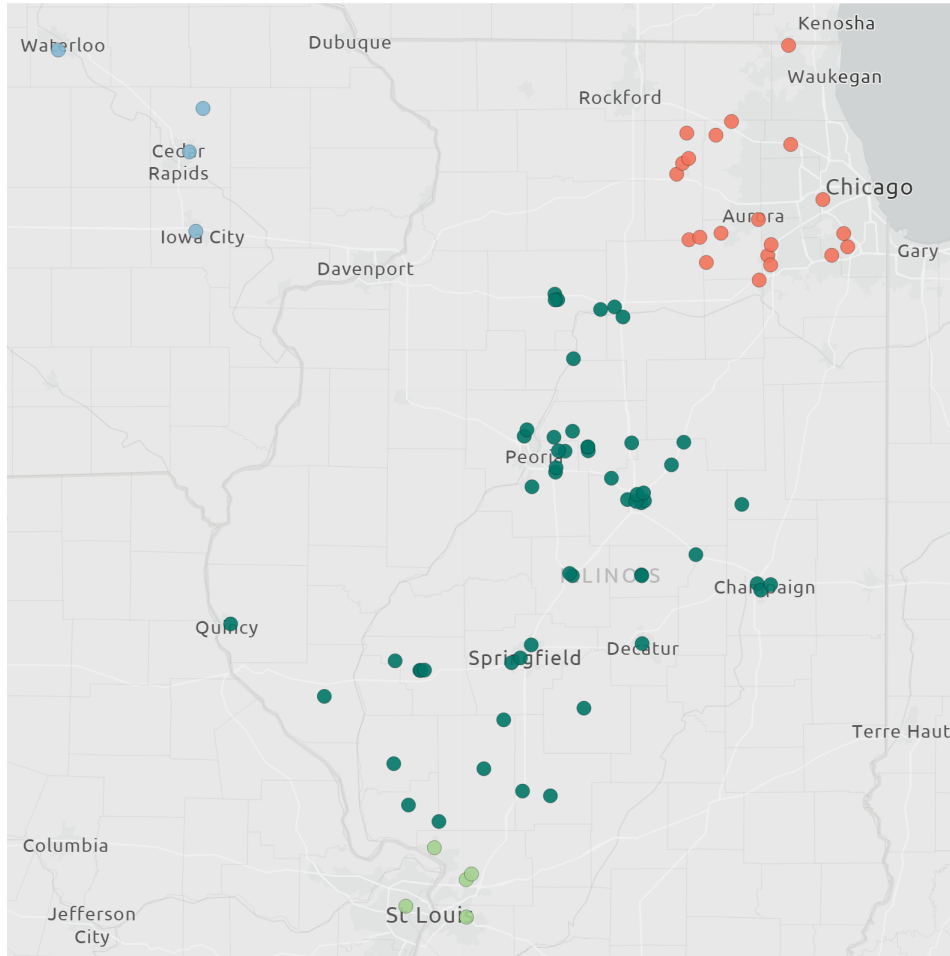 Kenosha
Waterloo
Dubuque
Waukegan
Rockford
Cedar
Rapids
Chicago
Aurora
Iowa City
Gary
Davenport
Peoria
ILLINOIS
Champaign
Quincy
Springfield
Decatur
Terre Haut
Columbia
Jefferson
City
St Louis